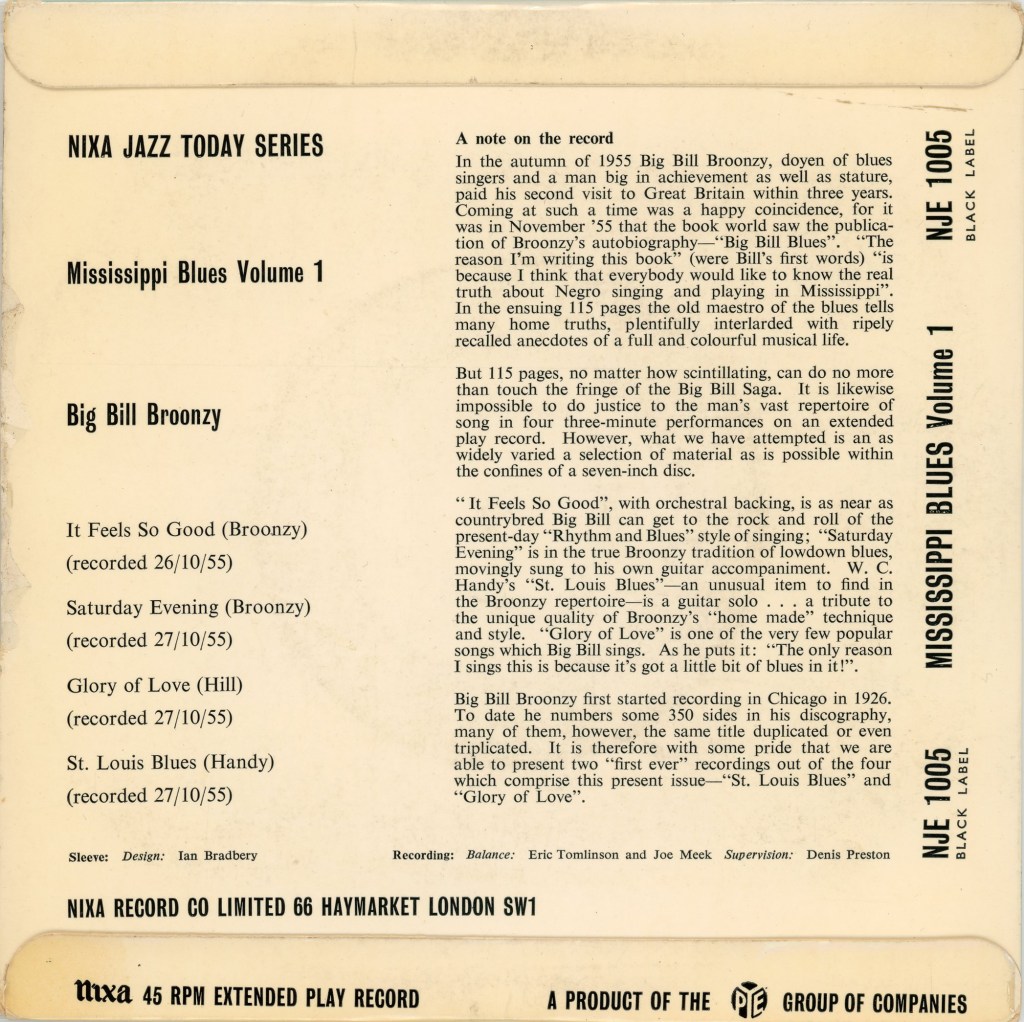 NIXA JAZZ TODAY SERIES
Mississippi Blues Volume 1
Big Bill Broonzy
It Feels So Good (Broonzy)
(recorded 26/10/55)
Saturday Evening (Broonzy)
(recorded 27/10/55)
Glory of Love (Hill)
(recorded 27/10/55)
St. Louis Blues (Handy)
(recorded 27/10/55)
A note on the record
In the autumn of 1955 Big Bill Broonzy, doyen of blues
singers and a man big in achievement as well as stature,
paid his second visit to Great Britain within three years.
Coming at such a time was a happy coincidence, for it
was in November '55 that the book world saw the publica-
tion of Broonzy's autobiography—“Big Bill Blues”. “The
reason I'm writing this book” (were Bill's first words) “is
because I think that everybody would like to know the real
truth about Negro singing and playing in Mississippi”.
In the ensuing 115 pages the old maestro of the blues tells
many home truths, plentifully interlarded with ripely
recalled anecdotes of a full and colourful musical life.
But 115 pages, no matter how scintillating, can do no more
than touch the fringe of the Big Bill Saga. It is likewise
impossible to do justice to the man's vast repertoire of
song in four three-minute performances on an extended
play record. However, what we have attempted is an as
widely varied a selection of material as is possible within
the confines of a seven-inch disc.
“ It Feels So Good”, with orchestral backing, is as near as
countrybred Big Bill can get to the rock and roll of the
present-day “Rhythm and Blues” style of singing; “Saturday
Evening” is in the true Broonzy tradition of lowdown blues,
movingly sung to his own guitar accompaniment. W. C.
Handy's “St. Louis Blues”—an unusual item to find in
the Broonzy repertoire—is a guitar solo . . . a tribute to
the unique quality of Broonzy's “home made” technique
and style. “Glory of Love” is one of the very few popular
songs which Big Bill sings. As he puts it: “The only reason
I sings this is because it's got a little bit of blues in it!”.
Big Bill Broonzy first started recording in Chicago in 1926.
To date he numbers some 350 sides in his discography,
many of them, however, the same title duplicated or even
triplicated. It is therefore with some pride that we are
able to present two “first ever” recordings out of the four
which comprise this present issue—“St. Louis Blues” and
“Glory of Love”.
NJE 1005
BLACK LABEL
MISSISSIPPI BLUES Volume 1
NJE 1005
BLACK LABEL
Sleeve: Design: Ian Bradbery
Recording: Balance: Eric Tomlinson and Joe Meek Supervision: Denis Preston
NIXA RECORD CO LIMITED 66 HAYMARKET LONDON SW1
nixa 45 RPM EXTENDED PLAY RECORD
A PRODUCT OF THE PYE GROUP OF COMPANIES